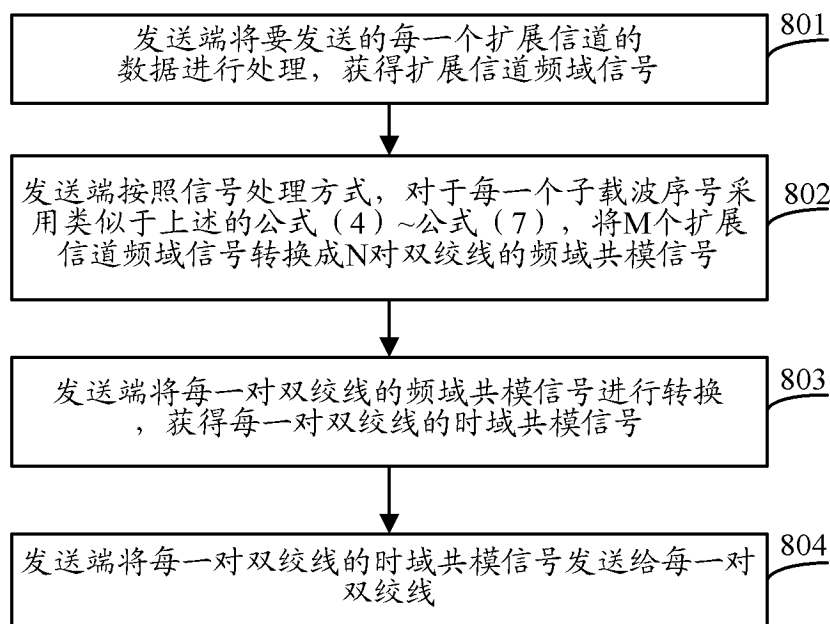 发送端将要发送的每一个扩展信道的
数据进行处理，获得扩展信道频域信号
801
发送端按照信号处理方式，对于每一个子载波序号采
用类似于上述的公式（4）~公式（7），将M个扩展
信道频域信号转换成N对双绞线的频域共模信号
802
发送端将每一对双绞线的频域共模信号进行转换
，获得每一对双绞线的时域共模信号
803
发送端将每一对双绞线的时域共模信号发送给每一对
双绞线
804